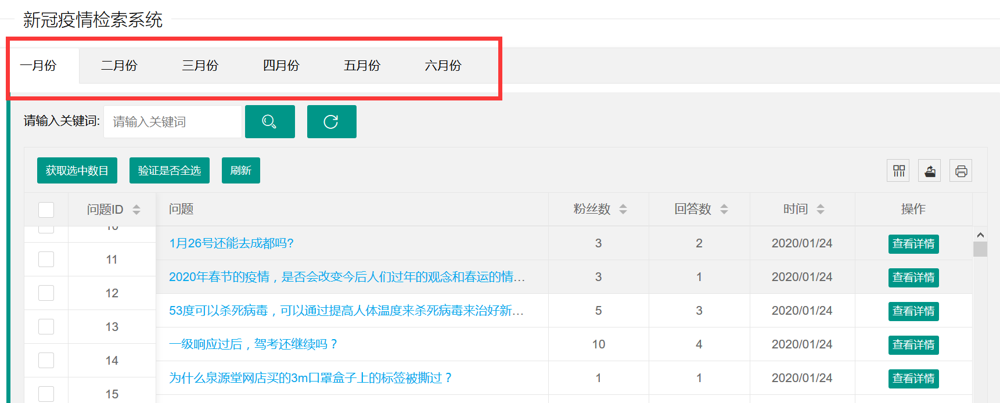 新冠疫情检索系统
一月份 二月份 三月份 四月份 五月份 六月份
请输入关键词: 请输入关键词
获取选中数目 验证是否全选 刷新
问题ID 问题 粉丝数 回答数 时间 操作
1月26号还能去成都吗? 3 2 2020/01/24 查看详情
11
2020年春节的疫情，是否会改变今后人们过年的观念和春运的情... 3 1 2020/01/24 查看详情
12
53度可以杀死病毒，可以通过提高人体温度来杀死病毒来治好新... 5 3 2020/01/24 查看详情
13
一级响应过后，驾考还继续吗？ 10 4 2020/01/24 查看详情
14
为什么泉源堂网店买的3m口罩盒子上的标签被撕过？ 1 1 2020/01/24 查看详情
15